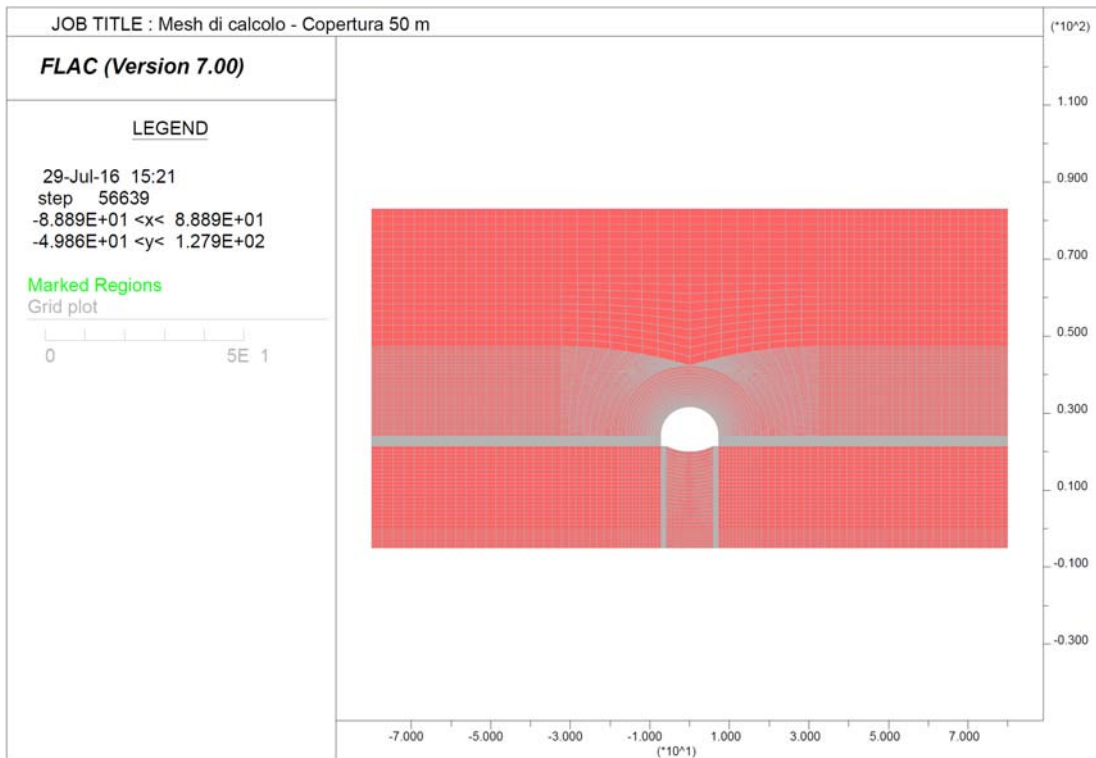 JOB TITLE : Mesh di calcolo - Copertura 50 m
(*10^2)
FLAC (Version 7.00)
LEGEND
29-Jul-16 15:21
step 56639
-8.889E+01 <x< 8.889E+01
-4.986E+01 <y< 1.279E+02
Marked Regions
Grid plot
0 5E 1
1.100
0.900
0.700
0.500
0.300
0.100
-0.100
-0.300
-7.000 -5.000 -3.000 -1.000 1.000 3.000 5.000 7.000
(*10^1)